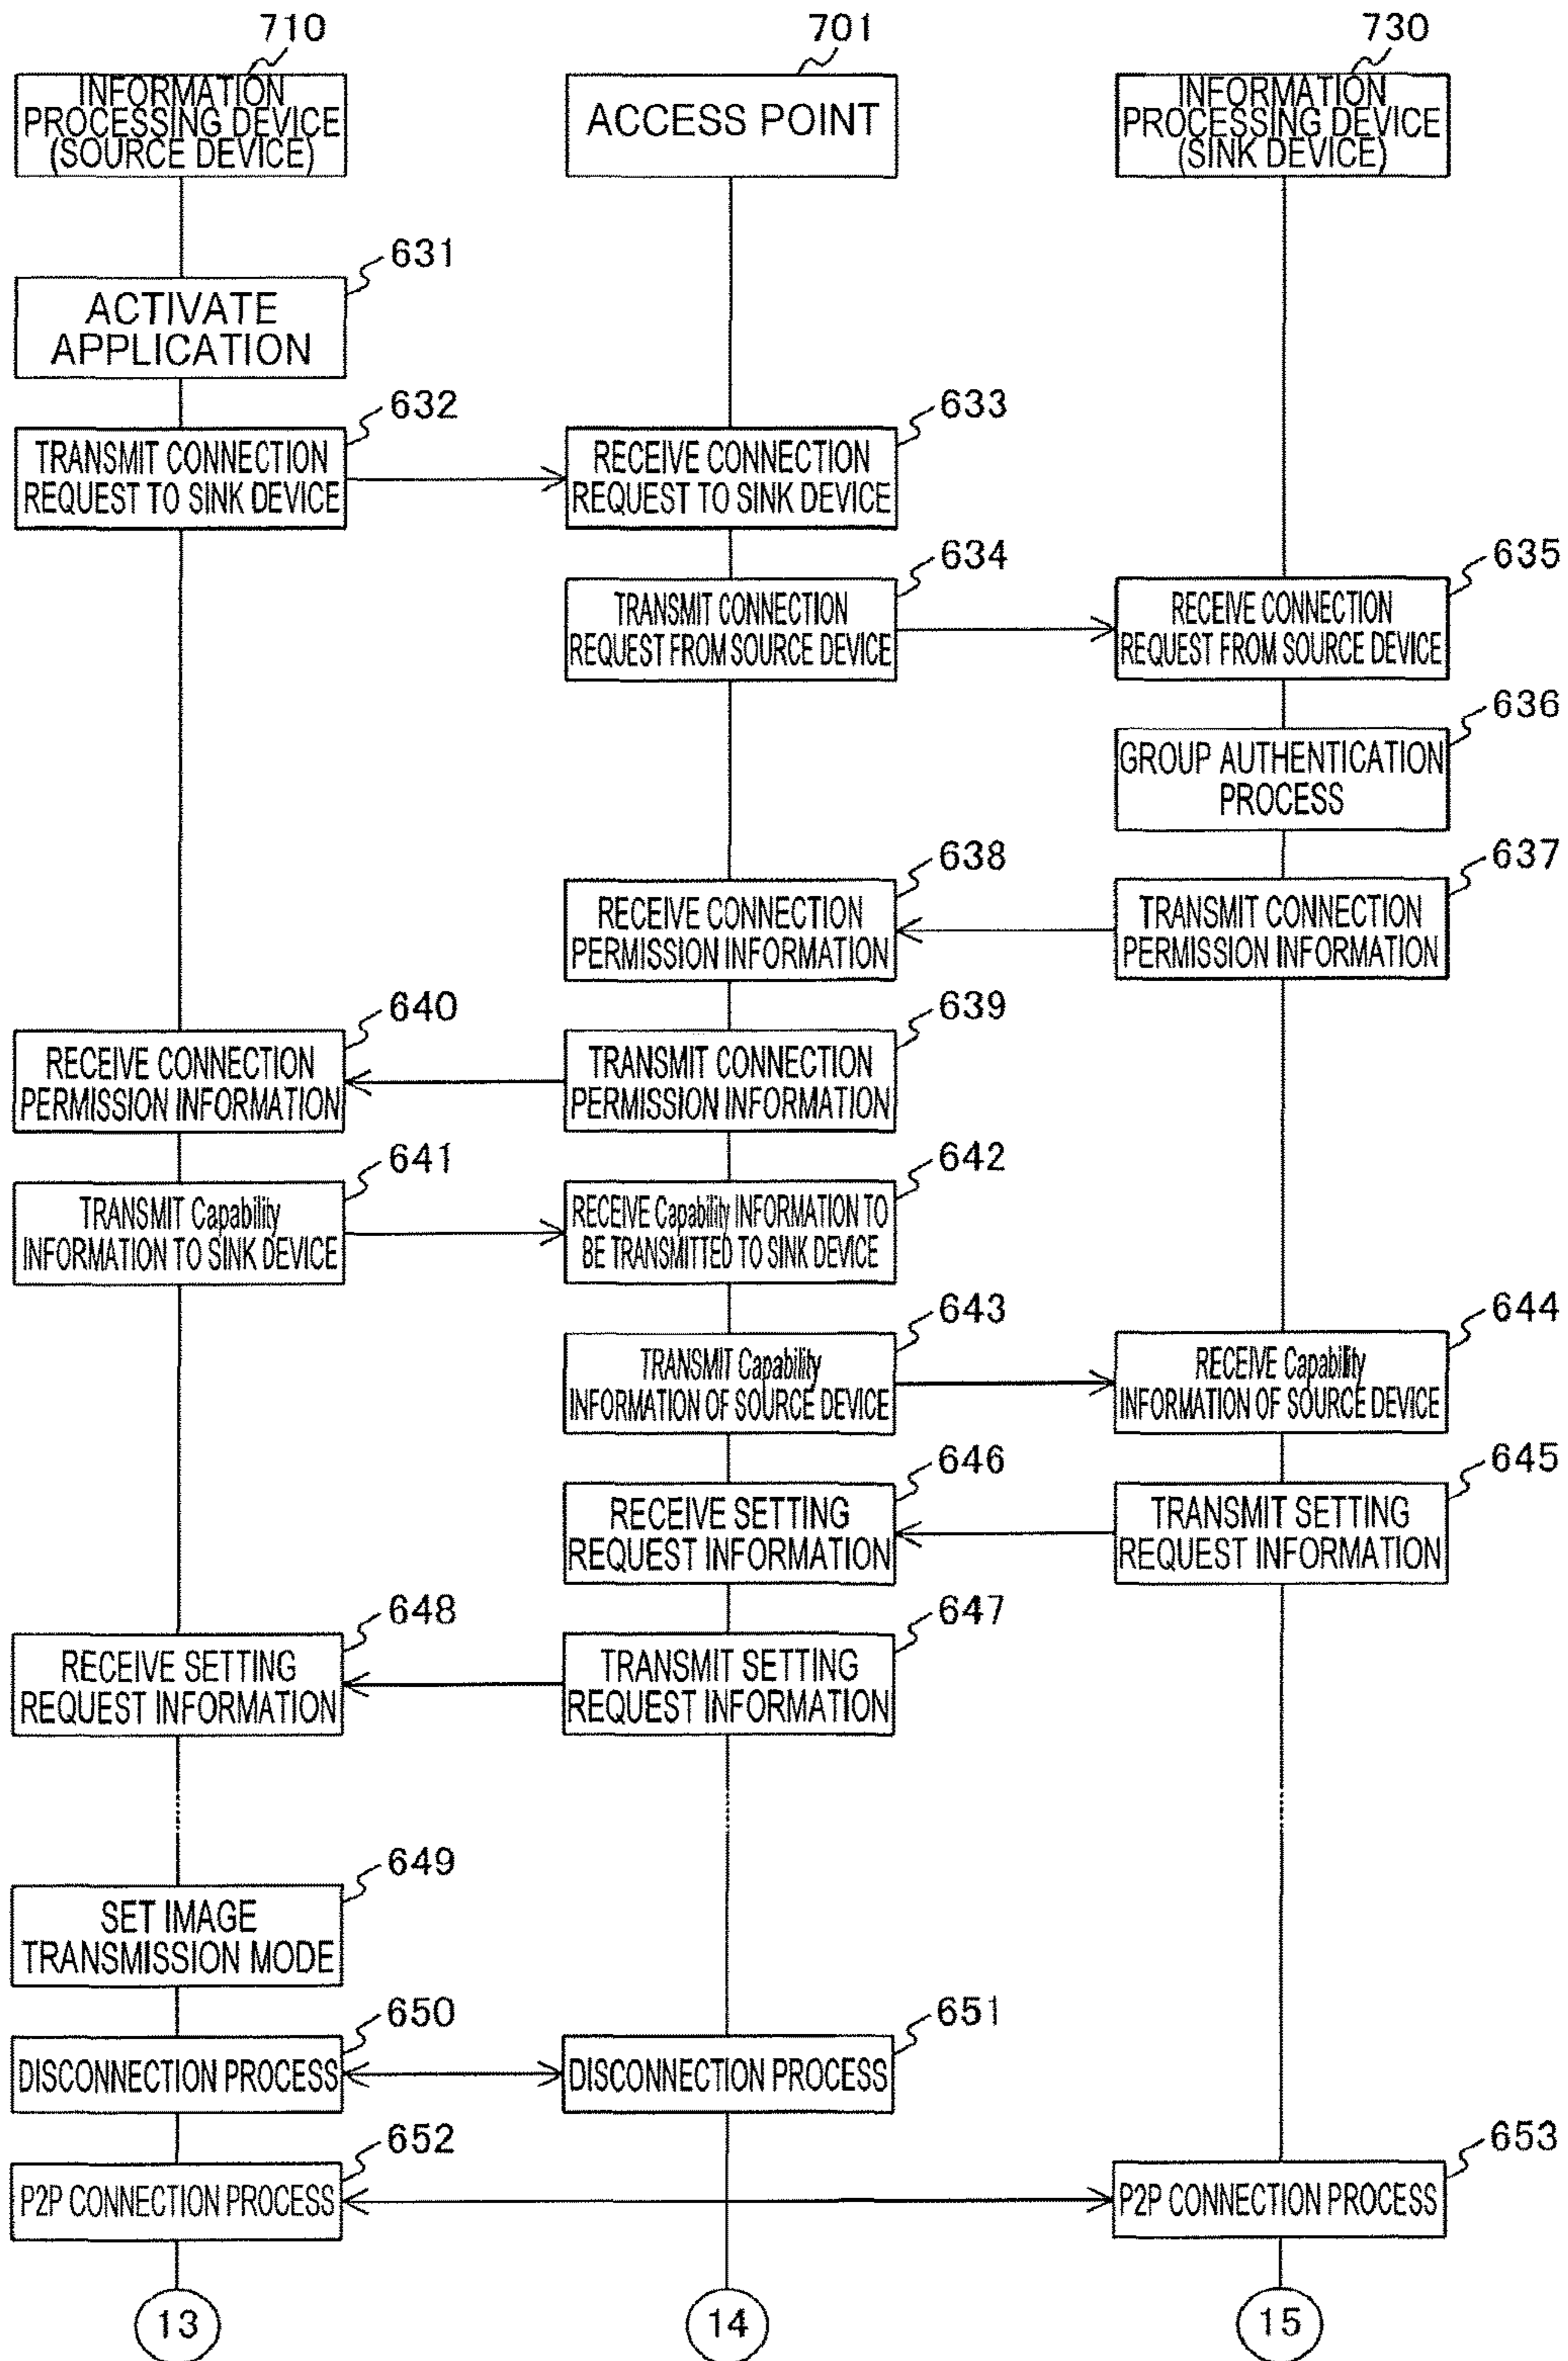 710
701
730
INFORMATION
PROCESSING DEVICE
(SOURCE DEVICE)
ACCESS POINT
INFORMATION
PROCESSING DEVICE
(SINK DEVICE)
631
ACTIVATE
APPLICATION
632
TRANSMIT CONNECTION
REQUEST TO SINK DEVICE
633
RECEIVE CONNECTION
REQUEST TO SINK DEVICE
634
TRANSMIT CONNECTION
REQUEST FROM SOURCE DEVICE
635
RECEIVE CONNECTION
REQUEST FROM SOURCE DEVICE
636
GROUP AUTHENTICATION
PROCESS
638
RECEIVE CONNECTION
PERMISSION INFORMATION
637
TRANSMIT CONNECTION
PERMISSION INFORMATION
640
RECEIVE CONNECTION
PERMISSION INFORMATION
639
TRANSMIT CONNECTION
PERMISSION INFORMATION
641
TRANSMIT Capability
INFORMATION TO SINK DEVICE
642
RECEIVE Capability INFORMATION TO
BE TRANSMITTED TO SINK DEVICE
643
TRANSMIT Capability
INFORMATION OF SOURCE DEVICE
644
RECEIVE Capability
INFORMATION OF SOURCE DEVICE
646
RECEIVE SETTING
REQUEST INFORMATION
645
TRANSMIT SETTING
REQUEST INFORMATION
648
RECEIVE SETTING
REQUEST INFORMATION
647
TRANSMIT SETTING
REQUEST INFORMATION
649
SET IMAGE
TRANSMISSION MODE
650
DISCONNECTION PROCESS
651
DISCONNECTION PROCESS
652
P2P CONNECTION PROCESS
653
P2P CONNECTION PROCESS
13
14
15